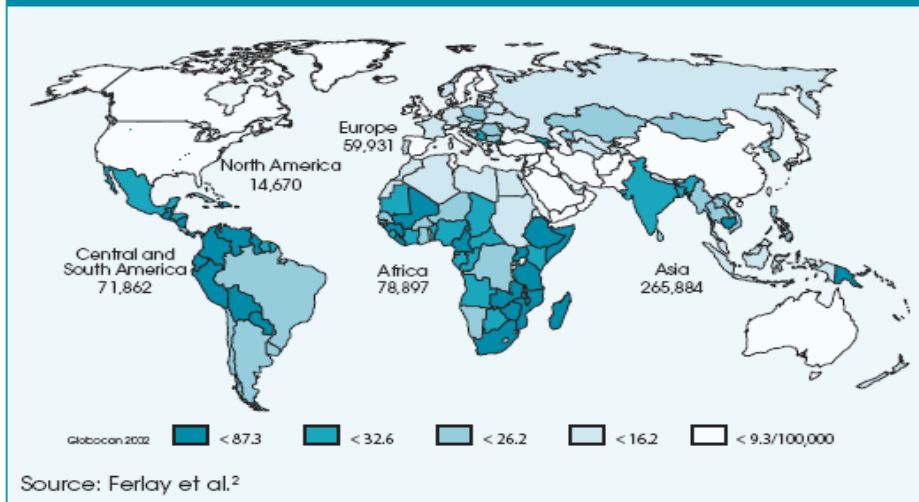 Europe
59,931
North America
14,670
Central and
South America
71,862
Africa
78,897
Asia
265,884
Globocan 2002
< 87.3
< 32.6
< 26.2
< 16.2
< 9.3/100,000
Source: Ferlay et al.²